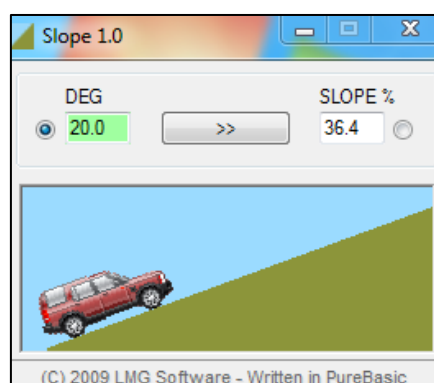 Slope 1.0
DEG
SLOPE %
20.0
>>
36.4
(C) 2009 LMG Software - Written in PureBasic